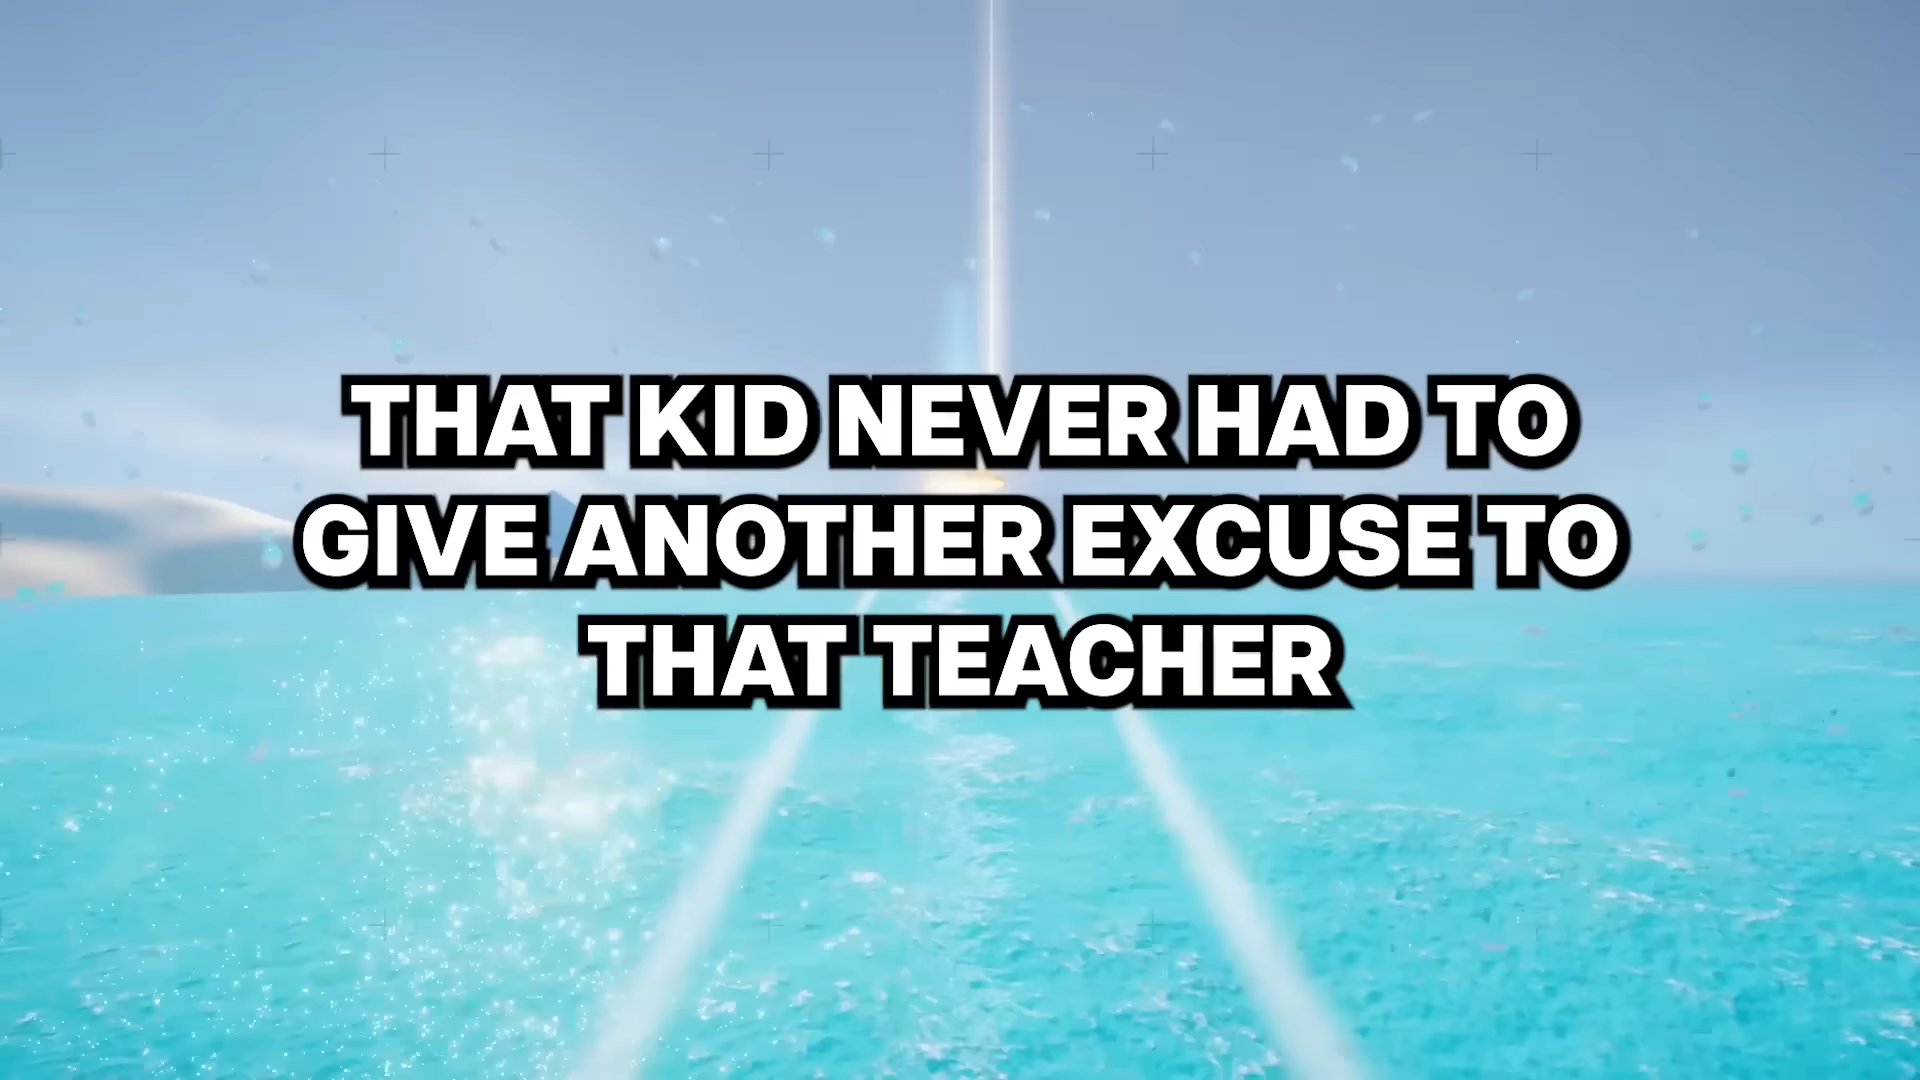 THAT KID NEVER HAD TO
GIVE ANOTHER EXCUSE TO
THAT TEACHER